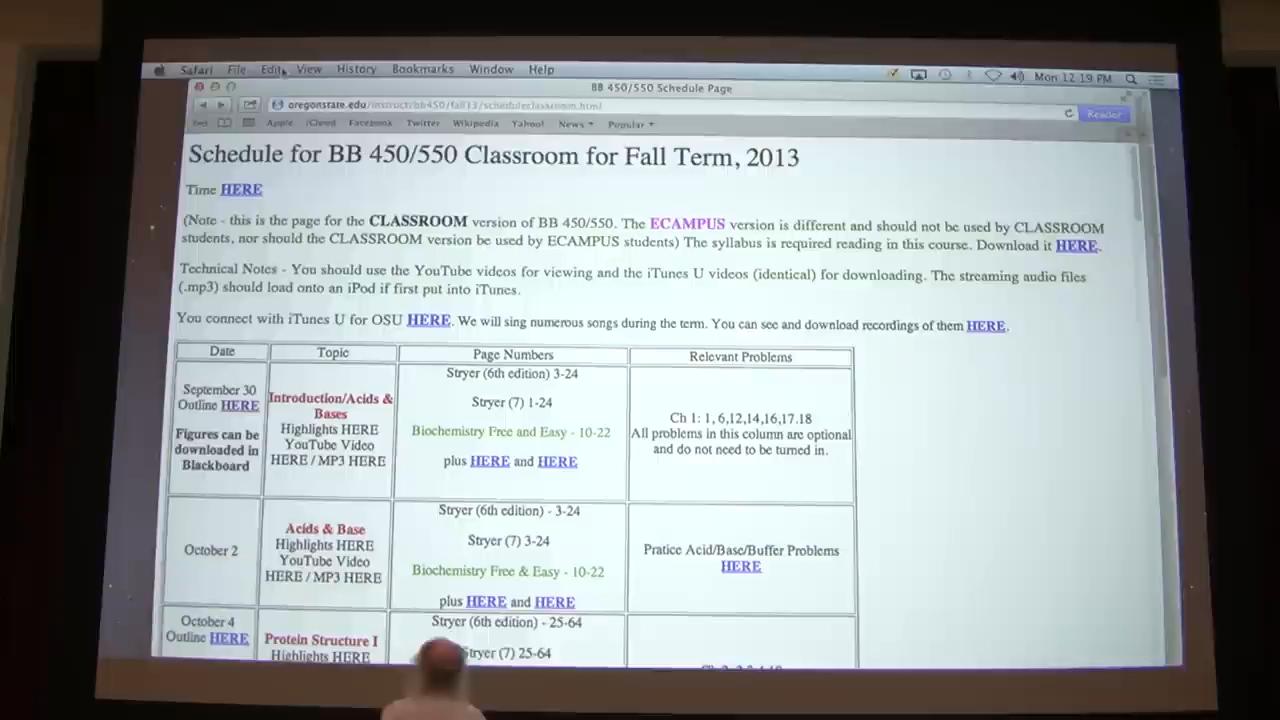 Safari File Edit View History Bookmarks Window Help Mon 12:19 PM
BB 450/550 Schedule Page
oregonstate.edu/instruct/bb450/fall13/scheduleclassroom.html Reader
Apple iCloud Facebook Twitter Wikipedia Yahoo! News Popular
Schedule for BB 450/550 Classroom for Fall Term, 2013
Time HERE
(Note - this is the page for the CLASSROOM version of BB 450/550. The ECAMPUS version is different and should not be used by CLASSROOM
students, nor should the CLASSROOM version be used by ECAMPUS students) The syllabus is required reading in this course. Download it HERE.
Technical Notes - You should use the YouTube videos for viewing and the iTunes U videos (identical) for downloading. The streaming audio files
(.mp3) should load onto an iPod if first put into iTunes.
You connect with iTunes U for OSU HERE. We will sing numerous songs during the term. You can see and download recordings of them HERE.
Date Topic Page Numbers Relevant Problems
September 30
Outline HERE
Figures can be
downloaded in
Blackboard
Introduction/Acids &
Bases
Highlights HERE
YouTube Video
HERE / MP3 HERE
Stryer (6th edition) 3-24
Stryer (7) 1-24
Biochemistry Free and Easy - 10-22
plus HERE and HERE
Ch 1: 1, 6,12,14,16,17.18
All problems in this column are optional
and do not need to be turned in.
October 2
Acids & Base
Highlights HERE
YouTube Video
HERE / MP3 HERE
Stryer (6th edition) - 3-24
Stryer (7) 3-24
Biochemistry Free & Easy - 10-22
plus HERE and HERE
Pratice Acid/Base/Buffer Problems
HERE
October 4
Outline HERE
Protein Structure I
Highlights HERE
Stryer (6th edition) - 25-64
Stryer (7) 25-64